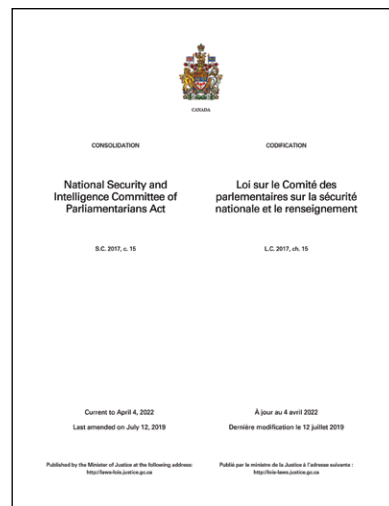 CANADA
CONSOLIDATION
National Security and
Intelligence Committee of
Parliamentarians Act
S.C. 2017, c. 15
Current to April 4, 2022
Last amended on July 12, 2019
Published by the Minister of Justice at the following address:
http://laws-lois.justice.gc.ca
CODIFICATION
Loi sur le Comité des
parlementaires sur la sécurité
nationale et le renseignement
L.C. 2017, ch. 15
À jour au 4 avril 2022
Dernière modification le 12 juillet 2019
Publié par le ministre de la Justice à l'adresse suivante :
http://lois-laws.justice.gc.ca